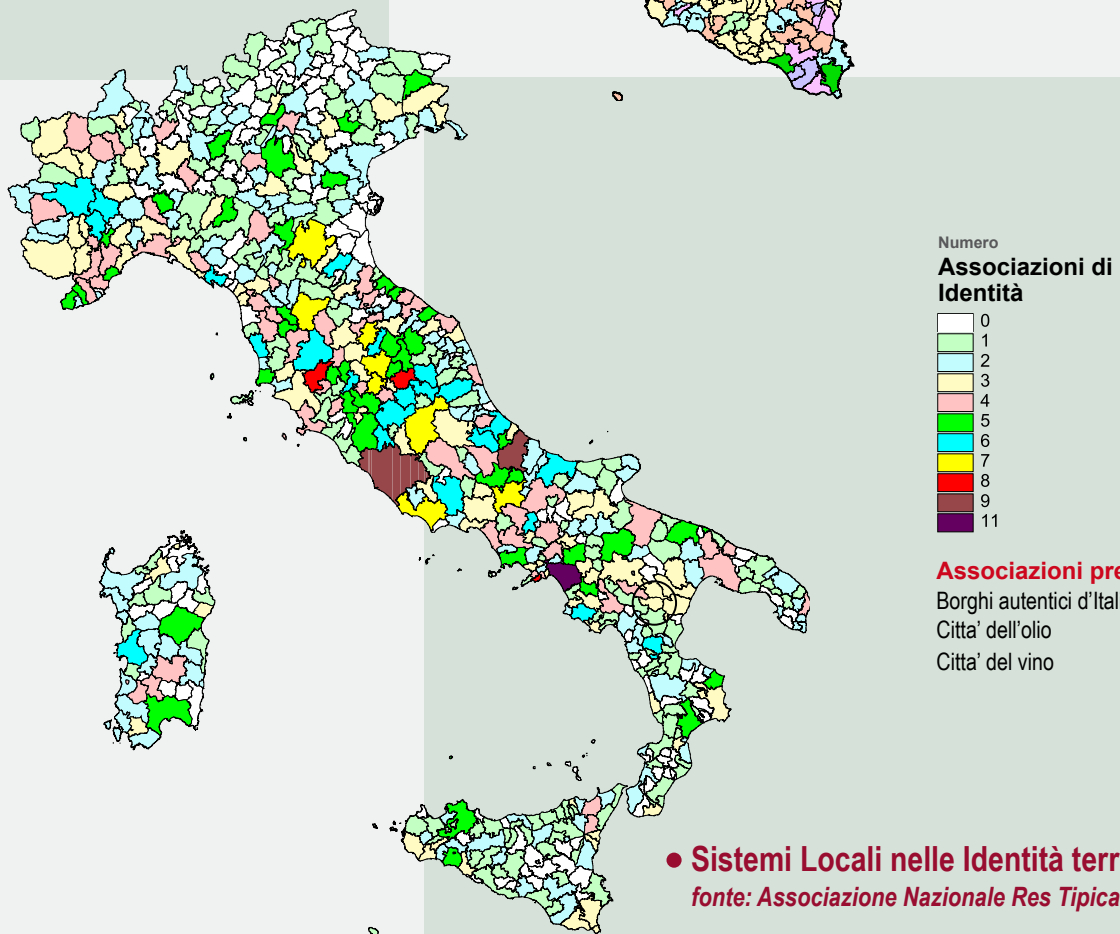 Numero
Associazioni di
Identità
0
1
2
3
4
5
6
7
8
9
11
Associazioni pre
Borghi autentici d'Ital
Citta' dell'olio
Citta' del vino
• Sistemi Locali nelle Identità terr
fonte: Associazione Nazionale Res Tipica